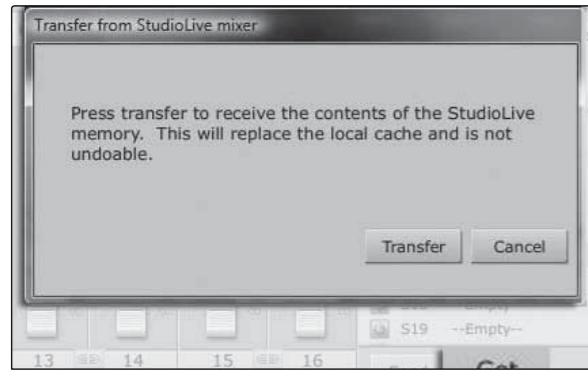 Transfer from StudioLive mixer
Press transfer to receive the contents of the StudioLive
memory. This will replace the local cache and is not
undoable.
Transfer Cancel
S19 --Empty--
13 14 15 16
Get